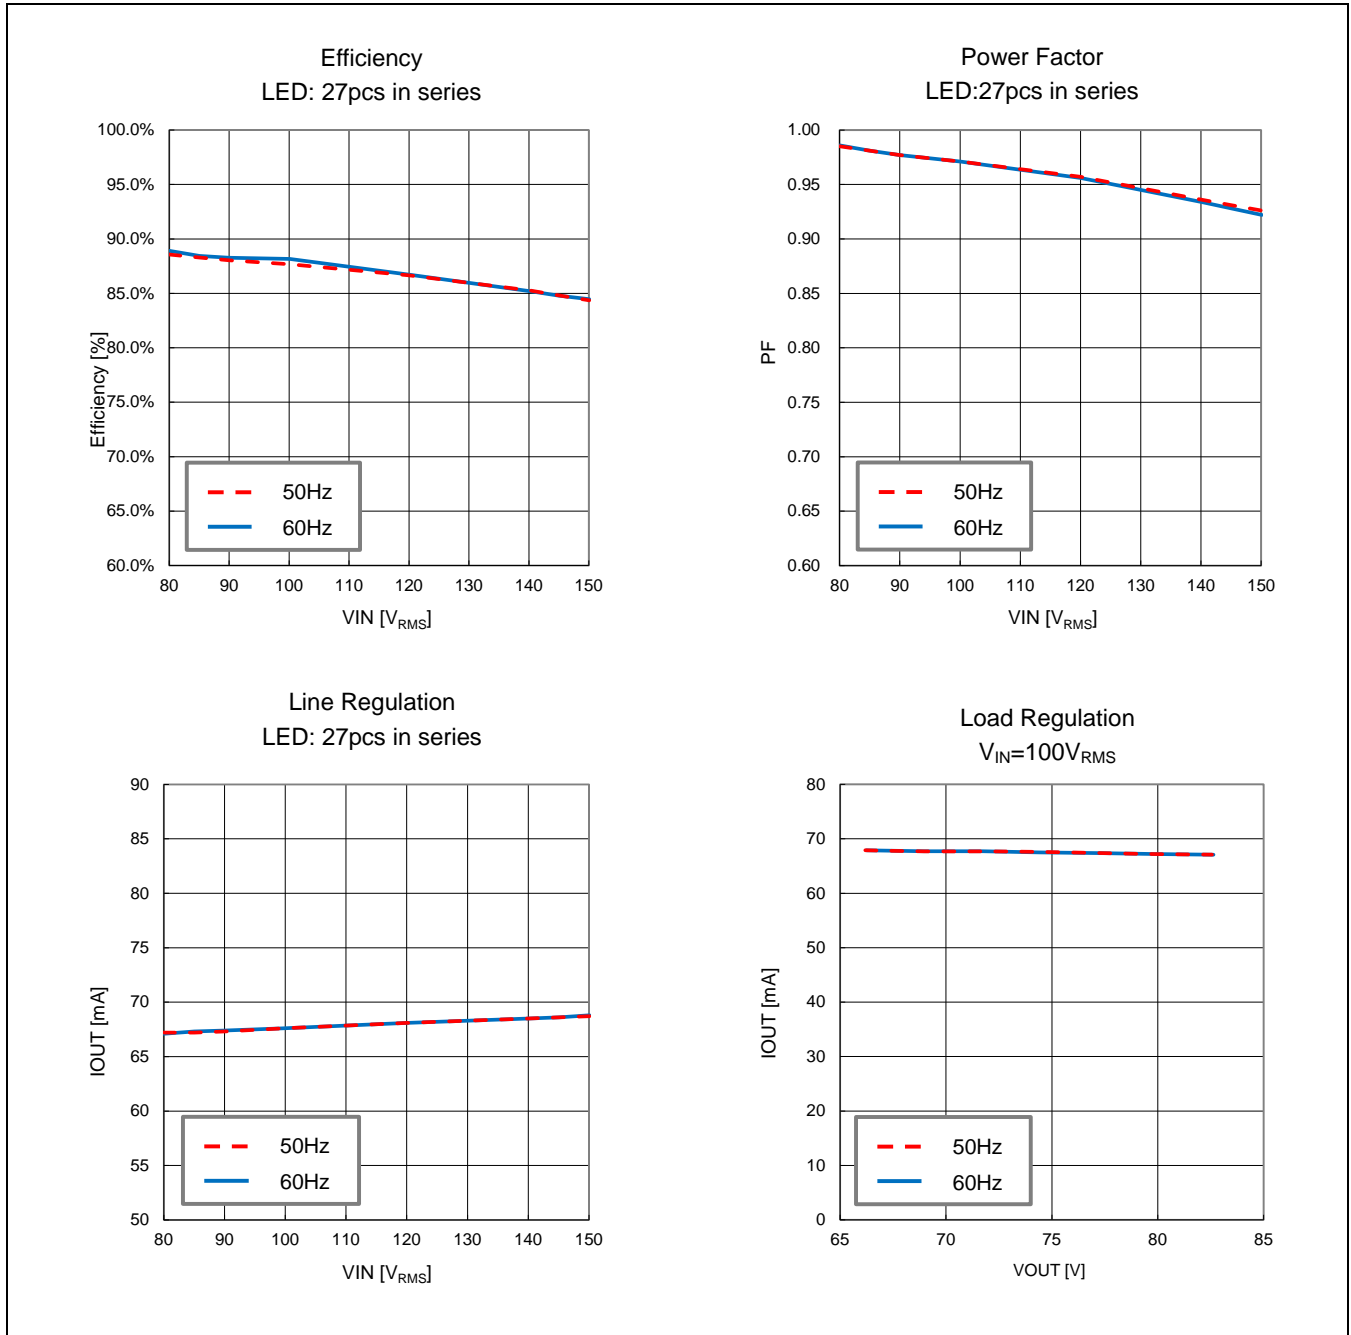 Efficiency
LED: 27pcs in series
100.0%
95.0%
90.0%
85.0%
80.0%
75.0%
70.0%
65.0%
60.0%
Efficiency [%]
50Hz
60Hz
80 90 100 110 120 130 140 150
VIN [VRMS]
Power Factor
LED:27pcs in series
1.00
0.95
0.90
0.85
0.80
0.75
0.70
0.65
0.60
PF
50Hz
60Hz
80 90 100 110 120 130 140 150
VIN [VRMS]
Line Regulation
LED: 27pcs in series
90
85
80
75
70
65
60
55
50
IOUT [mA]
50Hz
60Hz
80 90 100 110 120 130 140 150
VIN [VRMS]
Load Regulation
VIN=100VRMS
80
70
60
50
40
30
20
10
0
IOUT [mA]
50Hz
60Hz
65 70 75 80 85
VOUT [V]